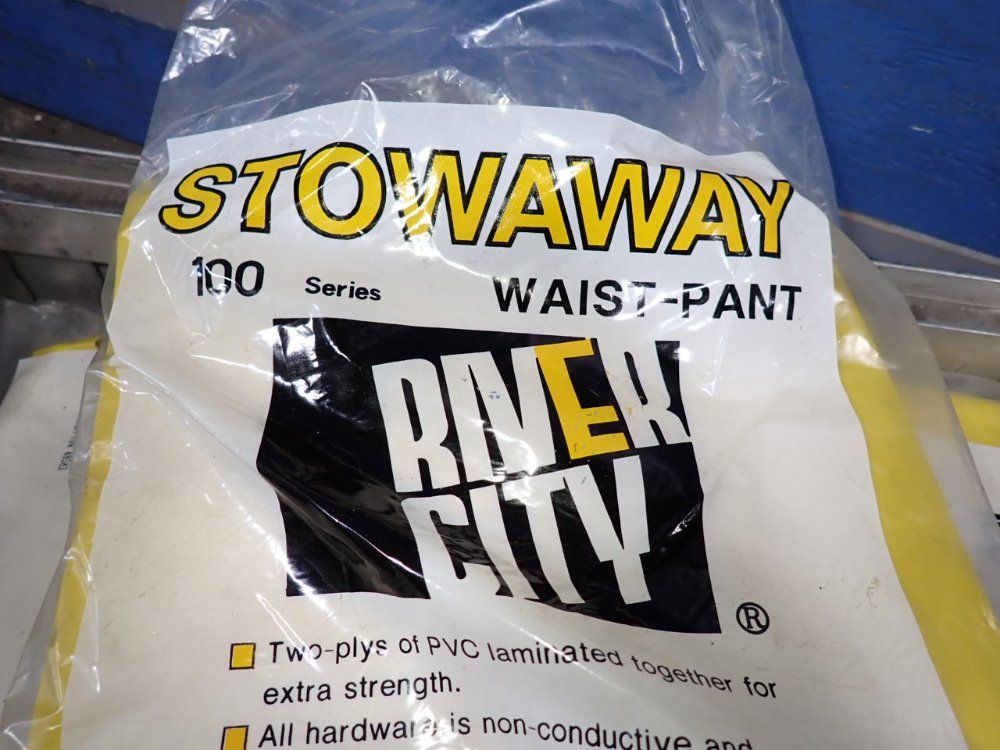 STOWAWAY
100 Series WAIST-PANT
RIVER
CITY
®
Two-plys of PVC laminated together for
extra strength.
All hardware is non-conductive and